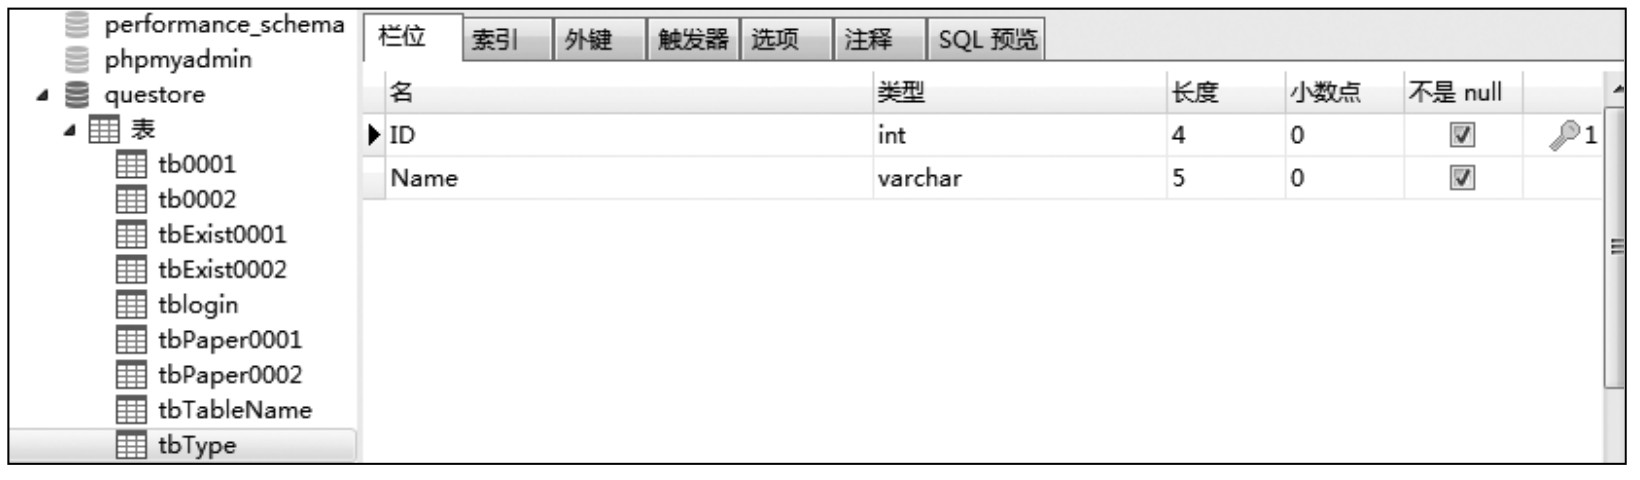 performance_schema
phpmyadmin
questore
表
tb0001
tb0002
tbExist0001
tbExist0002
tblogin
tbPaper0001
tbPaper0002
tbTableName
tbType
栏位 索引 外键 触发器 选项 注释 SQL 预览
名 类型 长度 小数点 不是 null
ID int 4 0 1
Name varchar 5 0